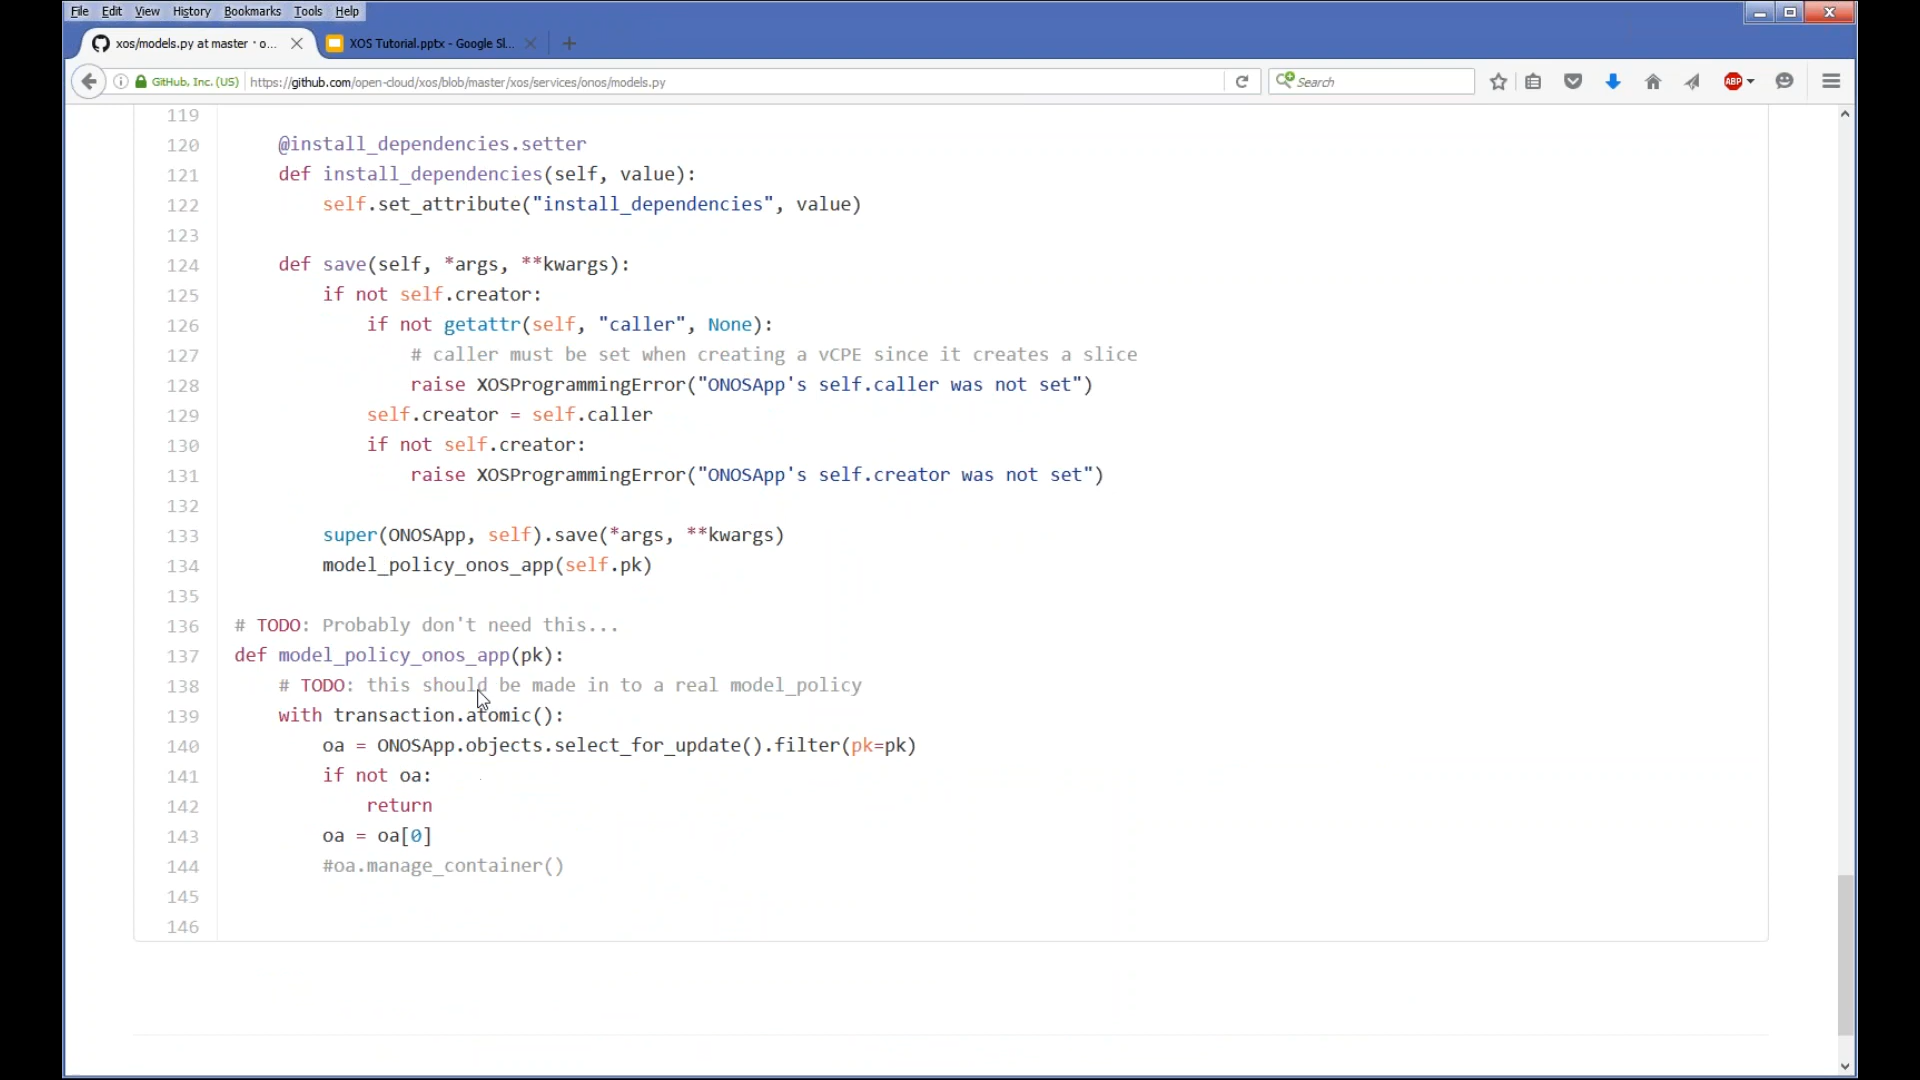 File Edit View History Bookmarks Tools Help
xos/models.py at master · o... XOS Tutorial.pptx - Google Sl...
GitHub, Inc. (US) https://github.com/open-cloud/xos/blob/master/xos/services/onos/models.py Search ABP
119
120 @install_dependencies.setter
121 def install_dependencies(self, value):
122 self.set_attribute("install_dependencies", value)
123
124 def save(self, *args, **kwargs):
125 if not self.creator:
126 if not getattr(self, "caller", None):
127 # caller must be set when creating a vCPE since it creates a slice
128 raise XOSProgrammingError("ONOSApp's self.caller was not set")
129 self.creator = self.caller
130 if not self.creator:
131 raise XOSProgrammingError("ONOSApp's self.creator was not set")
132
133 super(ONOSApp, self).save(*args, **kwargs)
134 model_policy_onos_app(self.pk)
135
136 # TODO: Probably don't need this...
137 def model_policy_onos_app(pk):
138 # TODO: this should be made in to a real model_policy
139 with transaction.atomic():
140 oa = ONOSApp.objects.select_for_update().filter(pk=pk)
141 if not oa:
142 return
143 oa = oa[0]
144 #oa.manage_container()
145
146